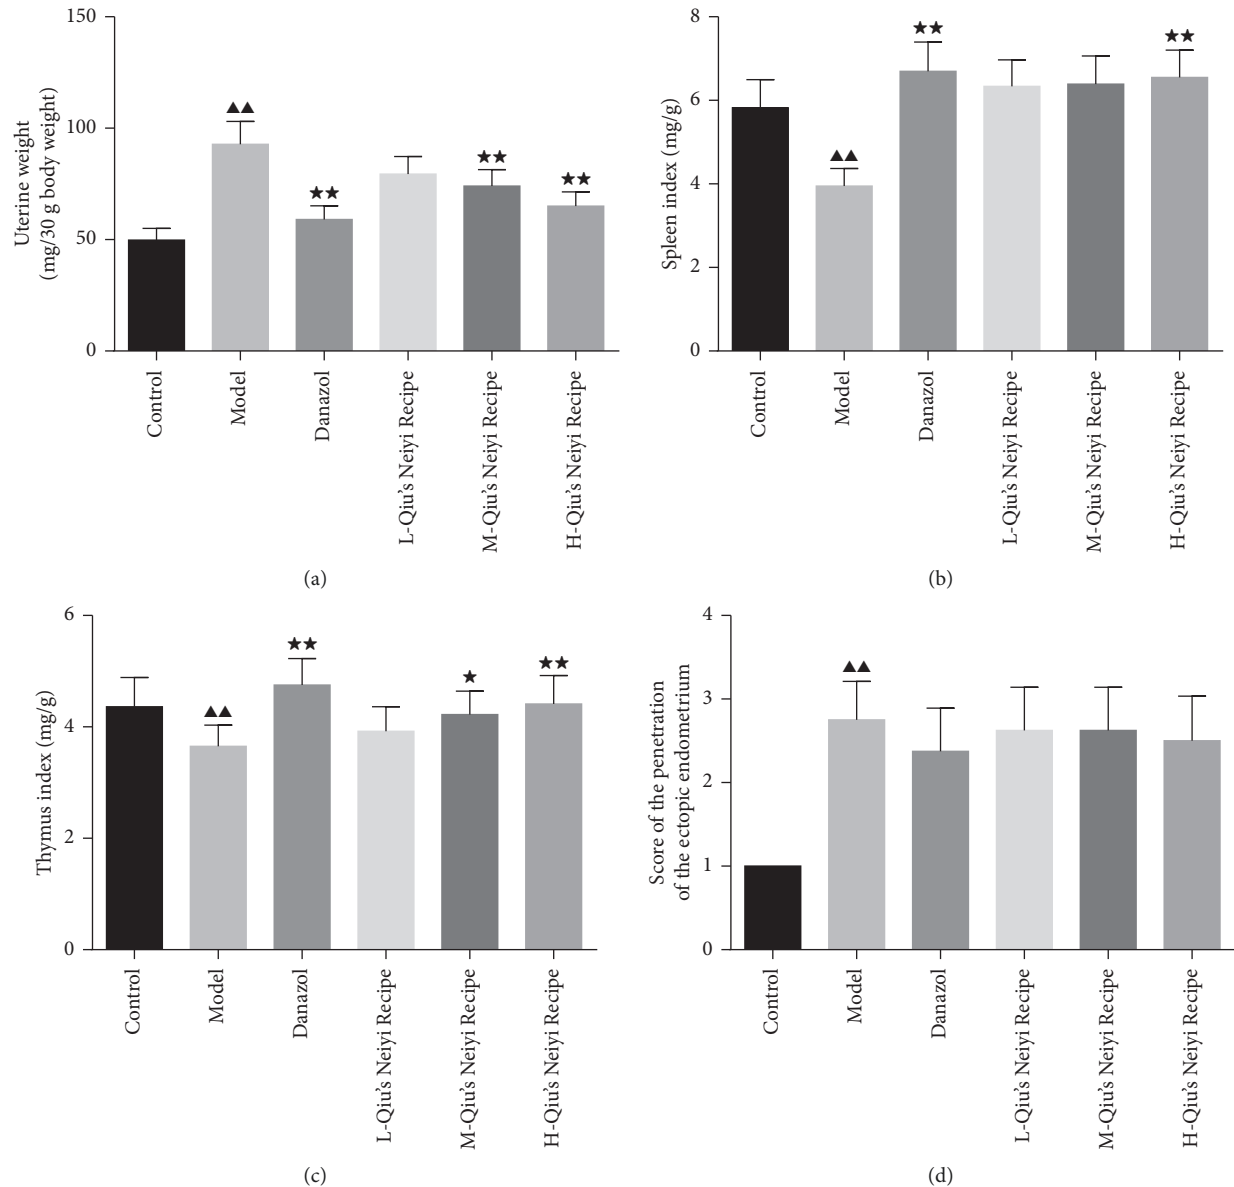 150
100
50
0
Uterine weight
(mg/30 g body weight)
▲▲
★★
★★
★★
Control
Model
Danazol
L-Qiu's Neiyi Recipe
M-Qiu's Neiyi Recipe
H-Qiu's Neiyi Recipe
(a)
8
6
4
2
0
Spleen index (mg/g)
▲▲
★★
★★
Control
Model
Danazol
L-Qiu's Neiyi Recipe
M-Qiu's Neiyi Recipe
H-Qiu's Neiyi Recipe
(b)
6
4
2
0
Thymus index (mg/g)
▲▲
★★
★
★★
Control
Model
Danazol
L-Qiu's Neiyi Recipe
M-Qiu's Neiyi Recipe
H-Qiu's Neiyi Recipe
(c)
4
3
2
1
0
Score of the penetration
of the ectopic endometrium
▲▲
Control
Model
Danazol
L-Qiu's Neiyi Recipe
M-Qiu's Neiyi Recipe
H-Qiu's Neiyi Recipe
(d)